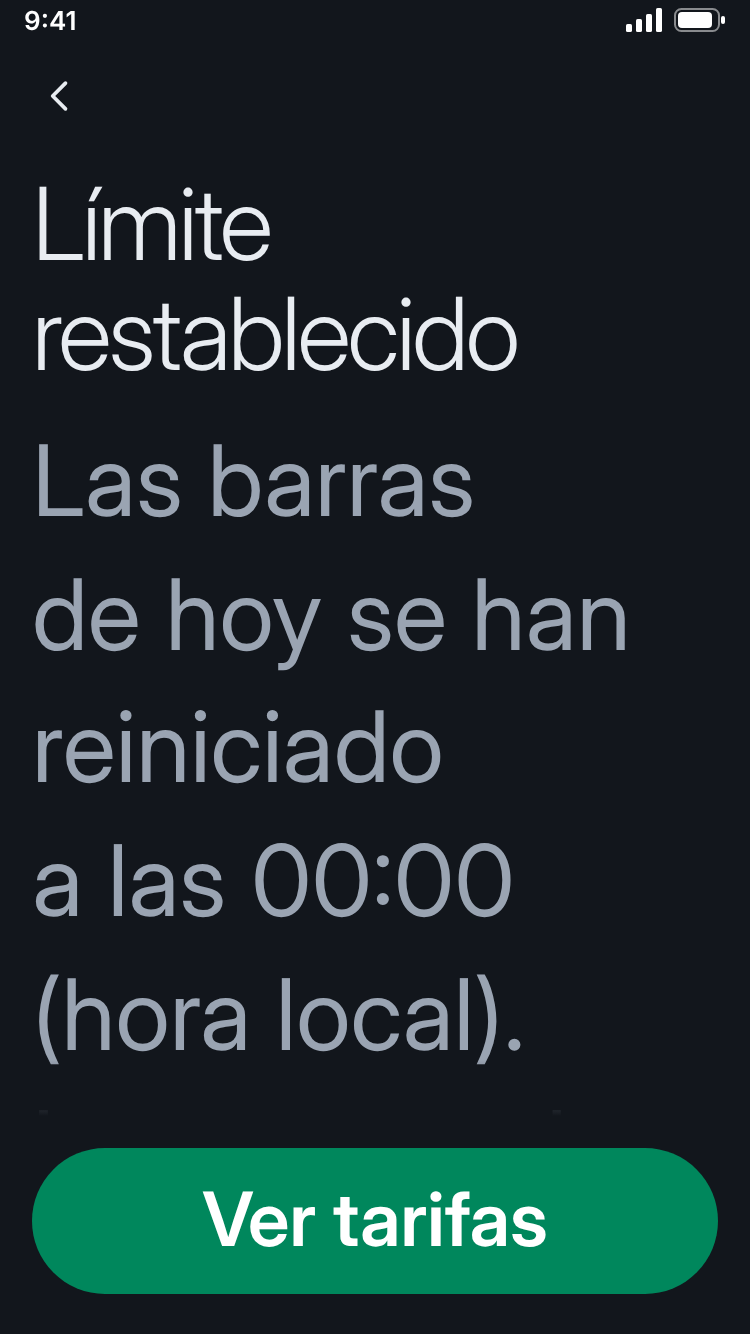 9:41
Límite
restablecido
Las barras
de hoy se han
reiniciado
a las 00:00
(hora local).
Ver tarifas